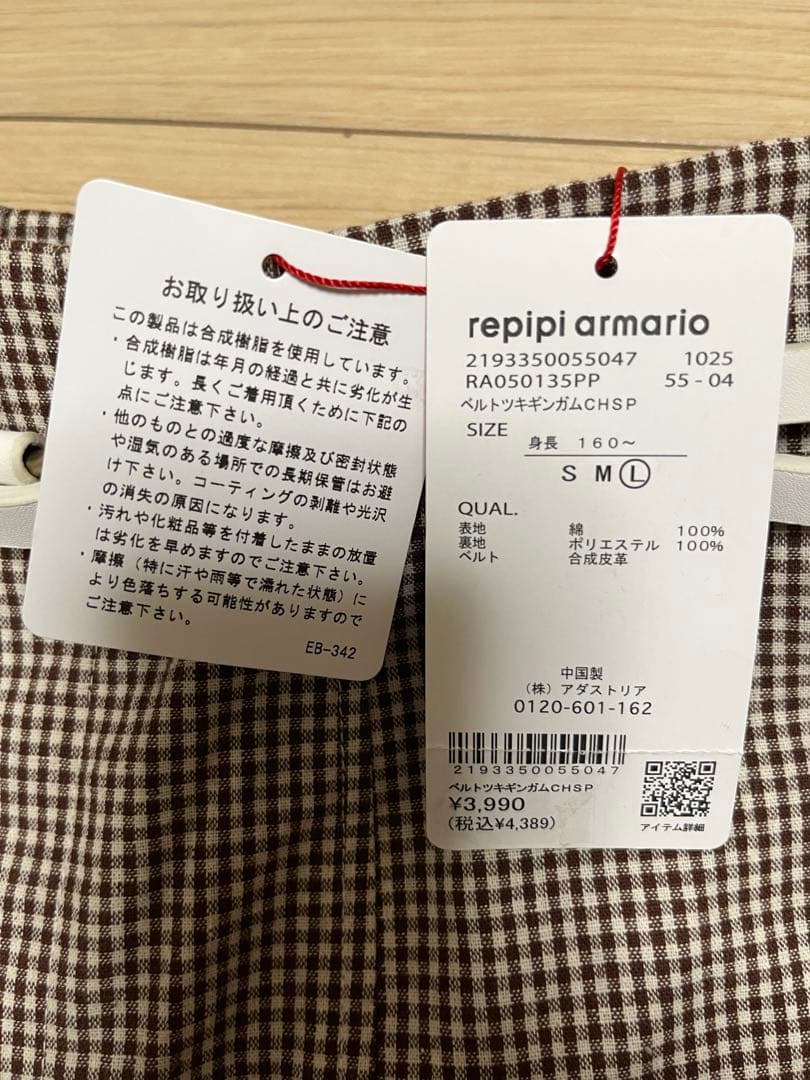 お取り扱い上のご注意
この製品は合成樹脂を使用しています。
・合成樹脂は年月の経過と共に劣化が生
じます。長くご着用頂くために下記の
点にご注意下さい。
・他のものとの過度な摩擦及び密封状態
や湿気のある場所での長期保管はお避
け下さい。コーティングの剥離や光沢
の消失の原因になります。
・汚れや化粧品等を付着したままの放置
は劣化を早めますのでご注意下さい。
・摩擦（特に汗や雨等で濡れた状態）に
より色落ちする可能性がありますので
ご注意下さい。
EB-342
repipi armario
2193350055047 1025
RA050135PP 55-04
ベルトツキギンガムCHSP
SIZE
身長 160～
S M L
QUAL.
表地 綿 100%
裏地 ポリエステル 100%
ベルト 合成皮革
中国製
（株）アダストリア
0120-601-162
2193350055047
ベルトツキギンガムCHSP
¥3,990
(税込¥4,389)
アイテム詳細